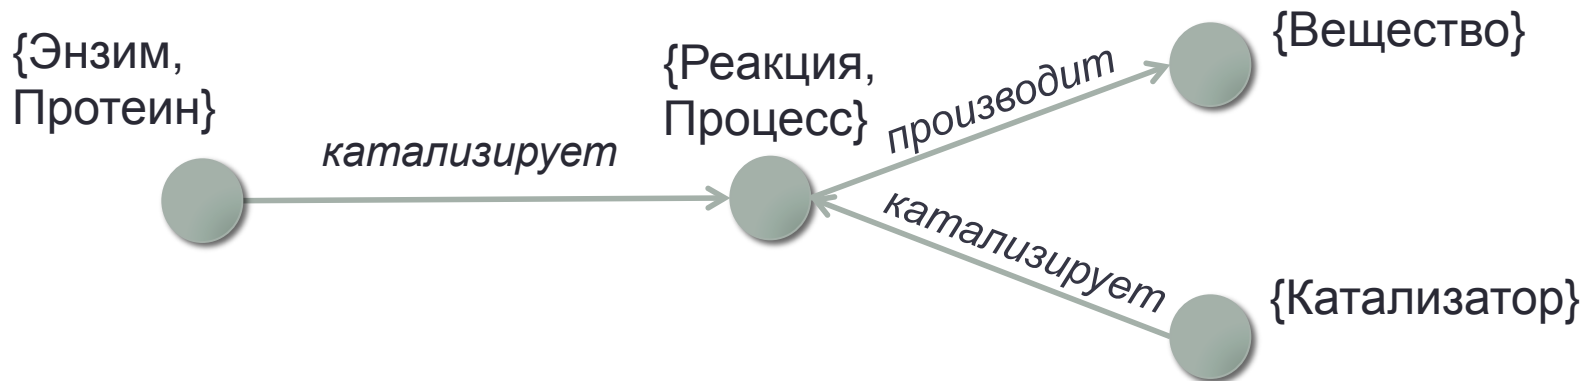 {Энзим,
Протеин}
катализирует
{Реакция,
Процесс}
производит
{Вещество}
катализирует
{Катализатор}